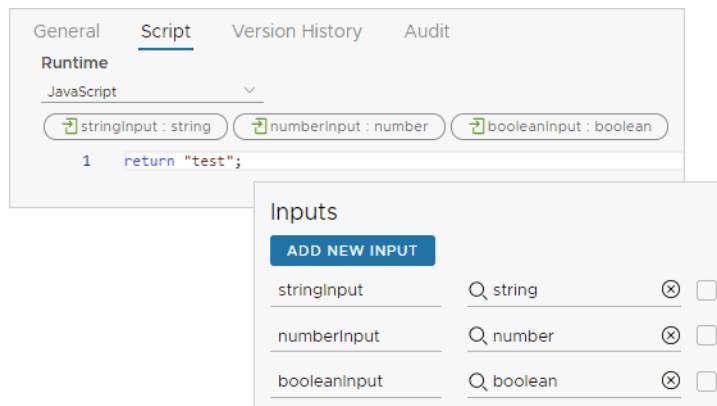 General Script Version History Audit
Runtime
JavaScript
stringInput : string numberInput : number booleanInput : boolean
1 return "test";
Inputs
ADD NEW INPUT
stringInput string
numberInput number
booleanInput boolean